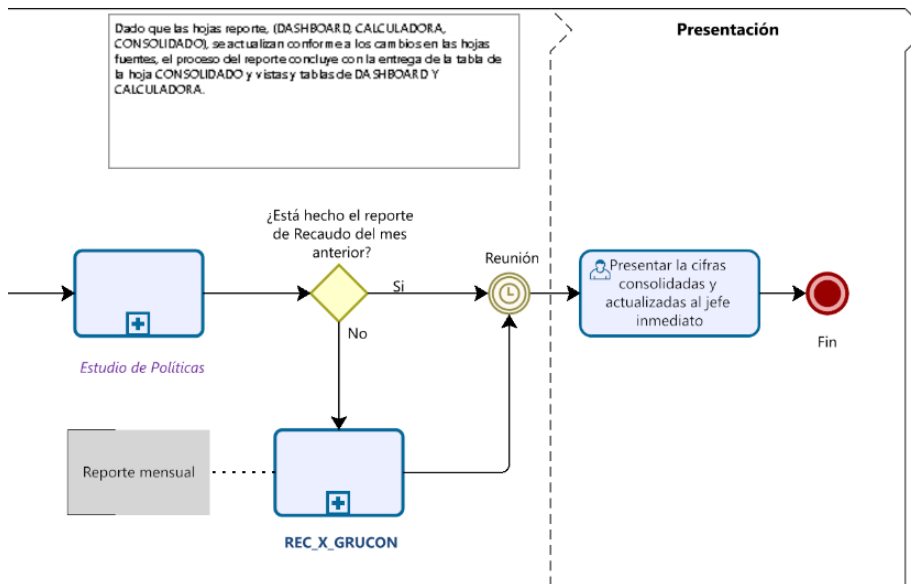 Dado que las hojas reporte, (DASHBOARD, CALCULADORA,
CONSOLIDADO), se actualizan conforme a los cambios en las hojas
fuentes, el proceso del reporte concluye con la entrega de la tabla de
la hoja CONSOLIDADO y vistas y tablas de DASHBOARD Y
CALCULADORA.
Presentación
¿Está hecho el reporte
de Recaudo del mes
anterior?
Si
No
Reunión
Presentar la cifras
consolidadas y
actualizadas al jefe
inmediato
Fin
Estudio de Políticas
Reporte mensual
REC_X_GRUCON